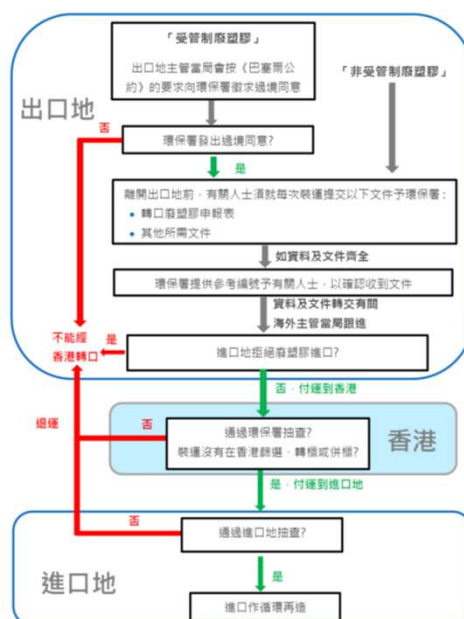 「受管制廢塑膠」
出口地主管當局會按《巴塞爾公
約》的要求向環保署徵求過境同意
「非受管制廢塑膠」
出口地
否
環保署發出過境同意?
是
離開出口地前，有關人士須就每次裝運提交以下文件予環保署:
• 轉口廢塑膠申報表
• 其他所需文件
如資料及文件齊全
環保署提供參考編號予有關人士，以確認收到文件
資料及文件轉交有關
海外主管當局跟進
不能經
香港轉口
是
進口地拒絕廢塑膠進口?
否，付運到香港
退運
否
通過環保署抽查?
裝運沒有在香港篩選、轉櫃或併櫃?
香港
是，付運到進口地
否
通過進口地抽查?
進口地
是
進口作循環再造